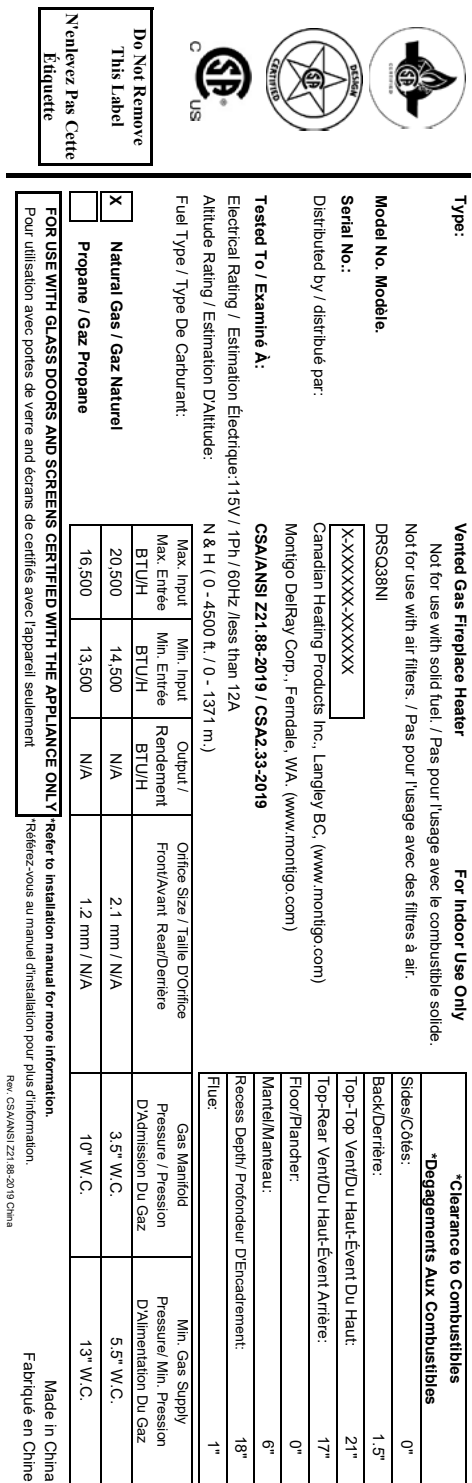 CERTIFIED
DESIGN
CERTIFIED
C US
Do Not Remove
This Label
N'enlevez Pas Cette
Étiquette
Type: Vented Gas Fireplace Heater For Indoor Use Only
Not for use with solid fuel. / Pas pour l'usage avec le combustible solide.
Not for use with air filters. / Pas pour l'usage avec des filtres à air.
Model No. Modèle. DRSQ38NI
Serial No.: X-XXXXXX-XXXXXX
Distributed by / distribué par: Canadian Heating Products Inc., Langley BC, (www.montigo.com)
Montigo DelRay Corp., Ferndale, WA. (www.montigo.com)
Tested To / Examiné À: CSA/ANSI Z21.88-2019 / CSA2.33-2019
Electrical Rating / Estimation Électrique:115V / 1Ph / 60Hz /less than 12A
Altitude Rating / Estimation D'Altitude: N & H ( 0 - 4500 ft. / 0 - 1371 m.)
Fuel Type / Type De Carburant:
*Clearance to Combustibles
*Degagements Aux Combustibles
Sides/Côtés: 0"
Back/Derrière: 1.5"
Top-Top Vent/Du Haut-Évent Du Haut: 21"
Top-Rear Vent/Du Haut-Évent Arrière: 17"
Floor/Plancher: 0"
Mantel/Manteau: 6"
Recess Depth/ Profondeur D'Encadrement: 18"
Flue: 1"
Max. Input Min. Input Output / Orifice Size / Taille D'Orifice Gas Manifold Min. Gas Supply
Max. Entrée Min. Entrée Rendement Front/Avant Rear/Derrière Pressure / Pression Pressure/ Min. Pression
BTU/H BTU/H BTU/H D'Admission Du Gaz D'Alimentation Du Gaz
X Natural Gas / Gaz Naturel 20,500 14,500 N/A 2.1 mm / N/A 3.5" W.C. 5.5" W.C.
Propane / Gaz Propane 16,500 13,500 N/A 1.2 mm / N/A 10" W.C. 13" W.C.
FOR USE WITH GLASS DOORS AND SCREENS CERTIFIED WITH THE APPLIANCE ONLY
Pour utilisation avec portes de verre and écrans de certifiés avec l'appareil seulement
*Refer to installation manual for more information.
*Référez-vous au manuel d'installation pour plus d'information.
Rev. CSA/ANSI Z21.88-2019 China
Made in China
Fabriqué en Chine